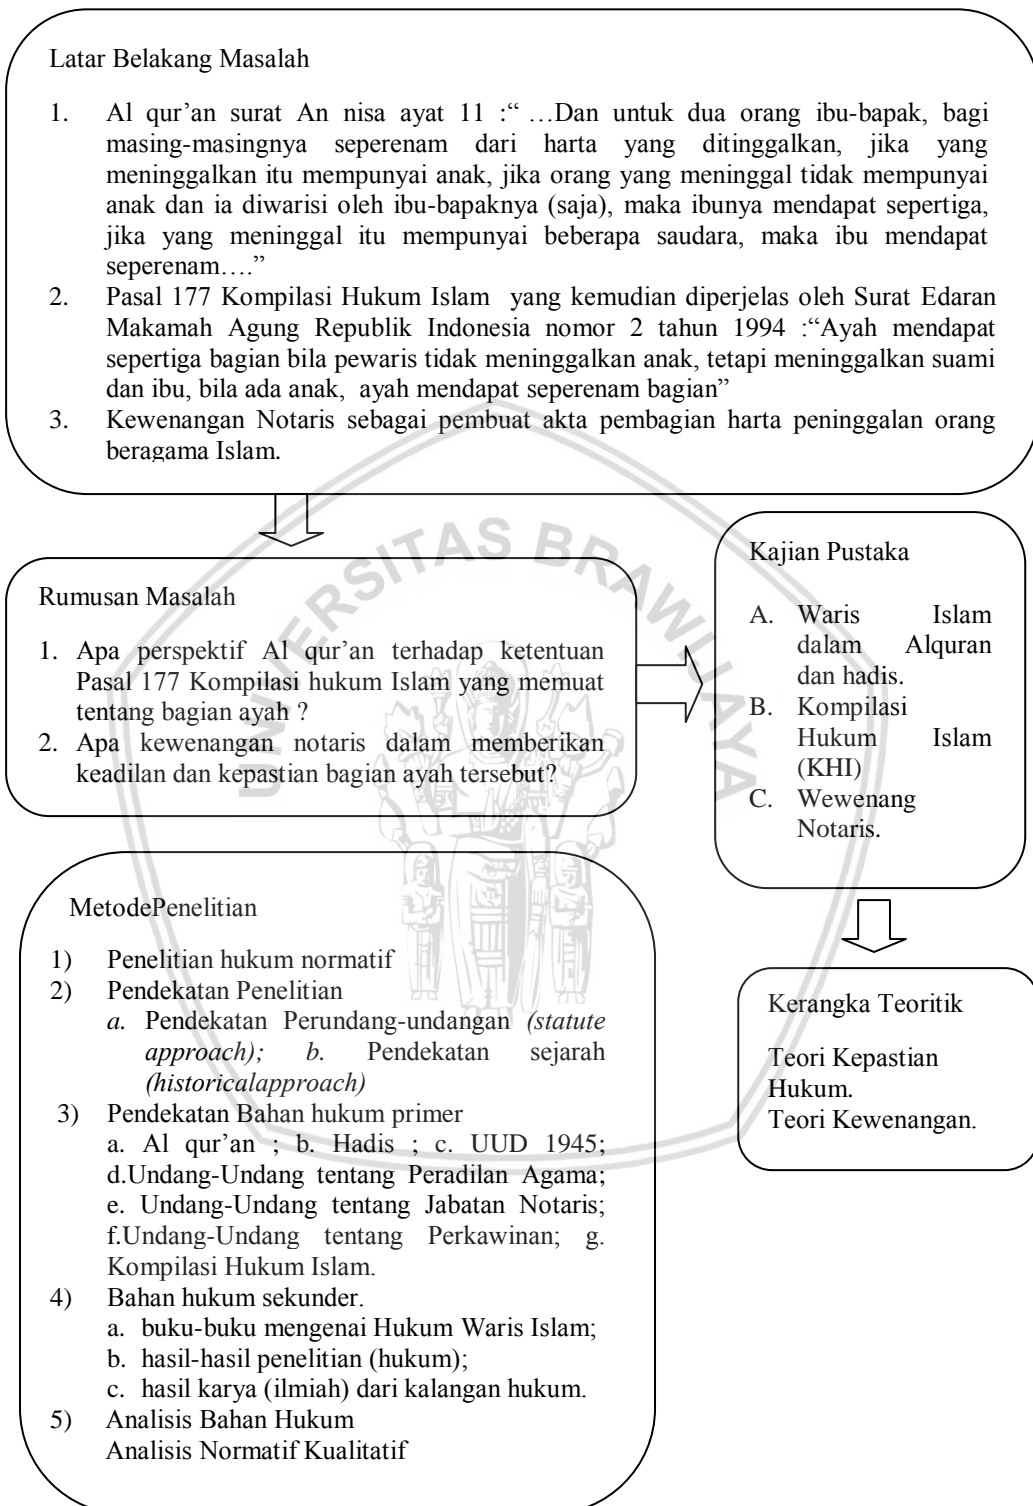 Latar Belakang Masalah
1. Al qur’an surat An nisa ayat 11 :“ …Dan untuk dua orang ibu-bapak, bagi
masing-masingnya seperenam dari harta yang ditinggalkan, jika yang
meninggalkan itu mempunyai anak, jika orang yang meninggal tidak mempunyai
anak dan ia diwarisi oleh ibu-bapaknya (saja), maka ibunya mendapat sepertiga,
jika yang meninggal itu mempunyai beberapa saudara, maka ibu mendapat
seperenam….”
2. Pasal 177 Kompilasi Hukum Islam yang kemudian diperjelas oleh Surat Edaran
Makamah Agung Republik Indonesia nomor 2 tahun 1994 :“Ayah mendapat
sepertiga bagian bila pewaris tidak meninggalkan anak, tetapi meninggalkan suami
dan ibu, bila ada anak, ayah mendapat seperenam bagian”
3. Kewenangan Notaris sebagai pembuat akta pembagian harta peninggalan orang
beragama Islam.
Rumusan Masalah
1. Apa perspektif Al qur’an terhadap ketentuan
Pasal 177 Kompilasi hukum Islam yang memuat
tentang bagian ayah ?
2. Apa kewenangan notaris dalam memberikan
keadilan dan kepastian bagian ayah tersebut?
Kajian Pustaka
A. Waris Islam
dalam Alquran
dan hadis.
B. Kompilasi
Hukum Islam
(KHI)
C. Wewenang
Notaris.
MetodePenelitian
1) Penelitian hukum normatif
2) Pendekatan Penelitian
a. Pendekatan Perundang-undangan (statute
approach); b. Pendekatan sejarah
(historicalapproach)
3) Pendekatan Bahan hukum primer
a. Al qur’an ; b. Hadis ; c. UUD 1945;
d.Undang-Undang tentang Peradilan Agama;
e. Undang-Undang tentang Jabatan Notaris;
f.Undang-Undang tentang Perkawinan; g.
Kompilasi Hukum Islam.
4) Bahan hukum sekunder.
a. buku-buku mengenai Hukum Waris Islam;
b. hasil-hasil penelitian (hukum);
c. hasil karya (ilmiah) dari kalangan hukum.
5) Analisis Bahan Hukum
Analisis Normatif Kualitatif
Kerangka Teoritik
Teori Kepastian
Hukum.
Teori Kewenangan.
UNIVERSITAS BRAWIJAYA